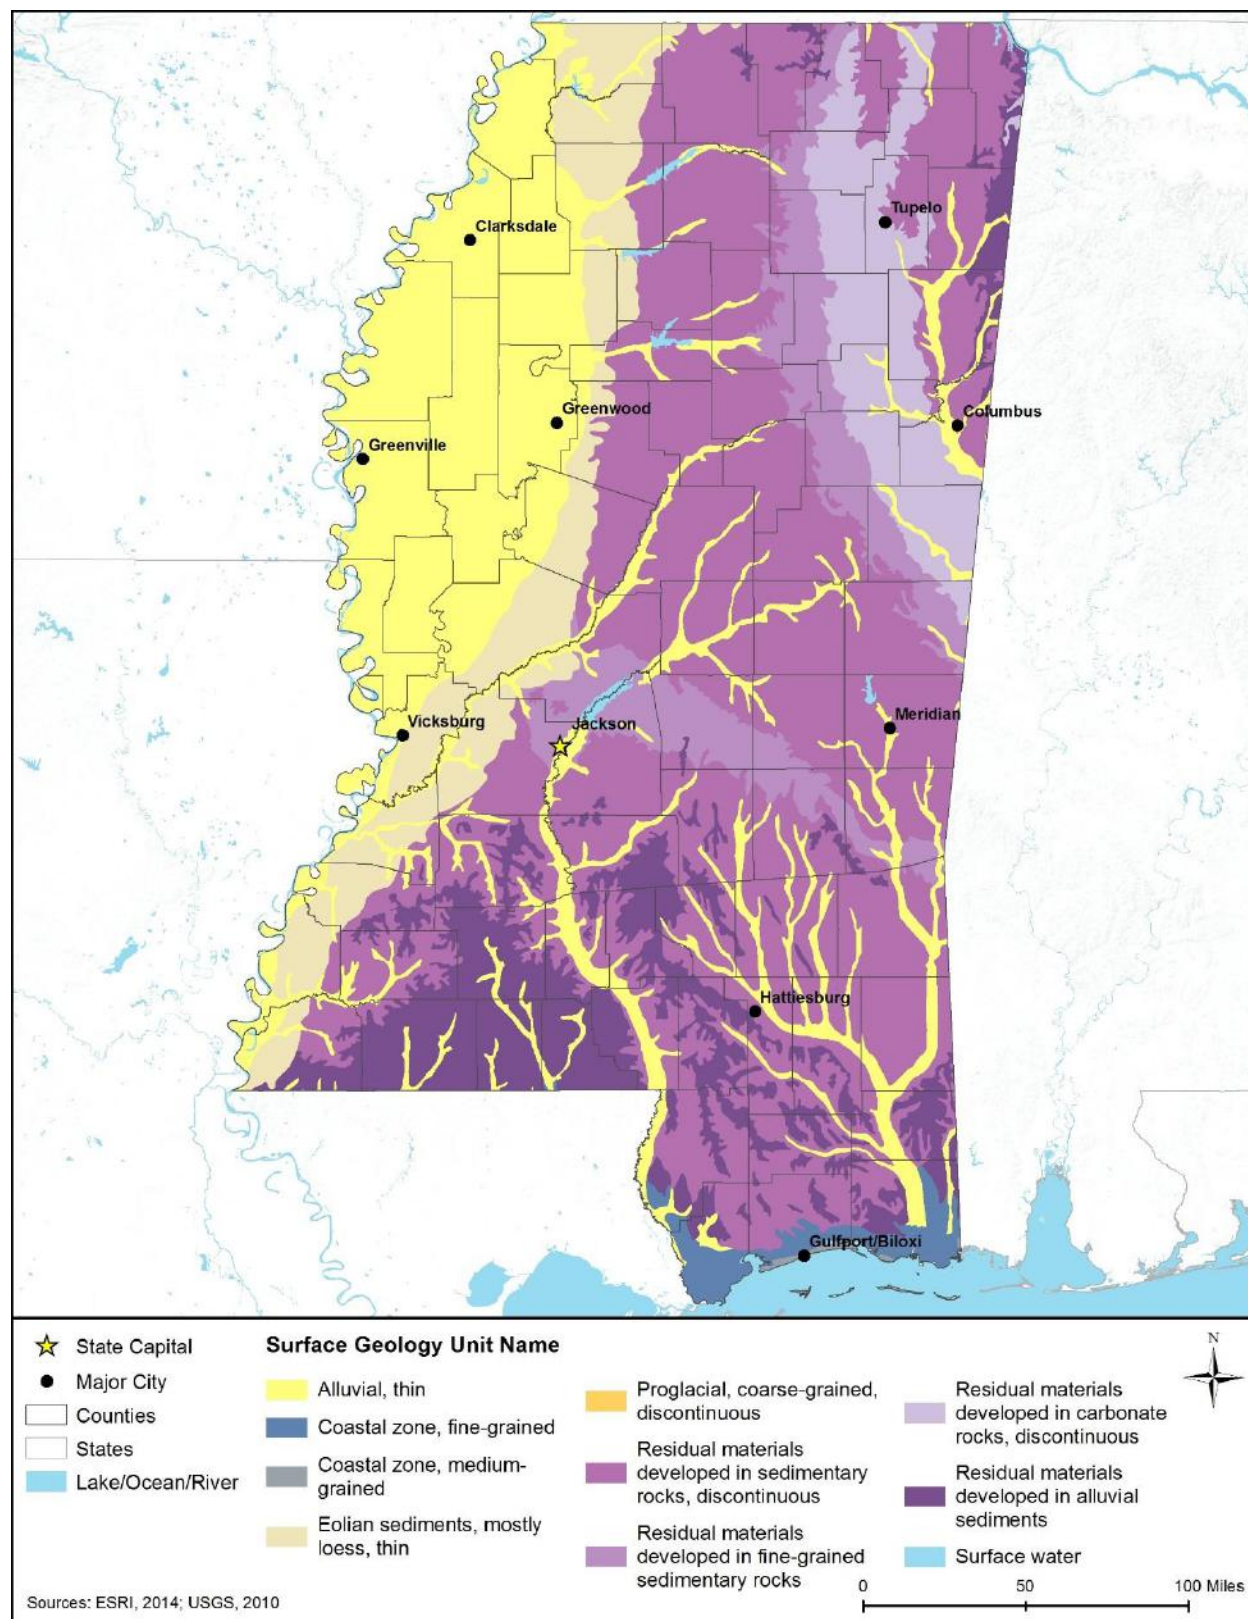 Tupelo
Clarksdale
Greenwood
Columbus
Greenville
Vicksburg
Jackson
Meridian
Hattiesburg
Gulfport/Biloxi
State Capital
Major City
Counties
States
Lake/Ocean/River
Surface Geology Unit Name
Alluvial, thin
Coastal zone, fine-grained
Coastal zone, medium-
grained
Eolian sediments, mostly
loess, thin
Proglacial, coarse-grained,
discontinuous
Residual materials
developed in sedimentary
rocks, discontinuous
Residual materials
developed in fine-grained
sedimentary rocks
Residual materials
developed in carbonate
rocks, discontinuous
Residual materials
developed in alluvial
sediments
Surface water
N
0 50 100 Miles
Sources: ESRI, 2014; USGS, 2010